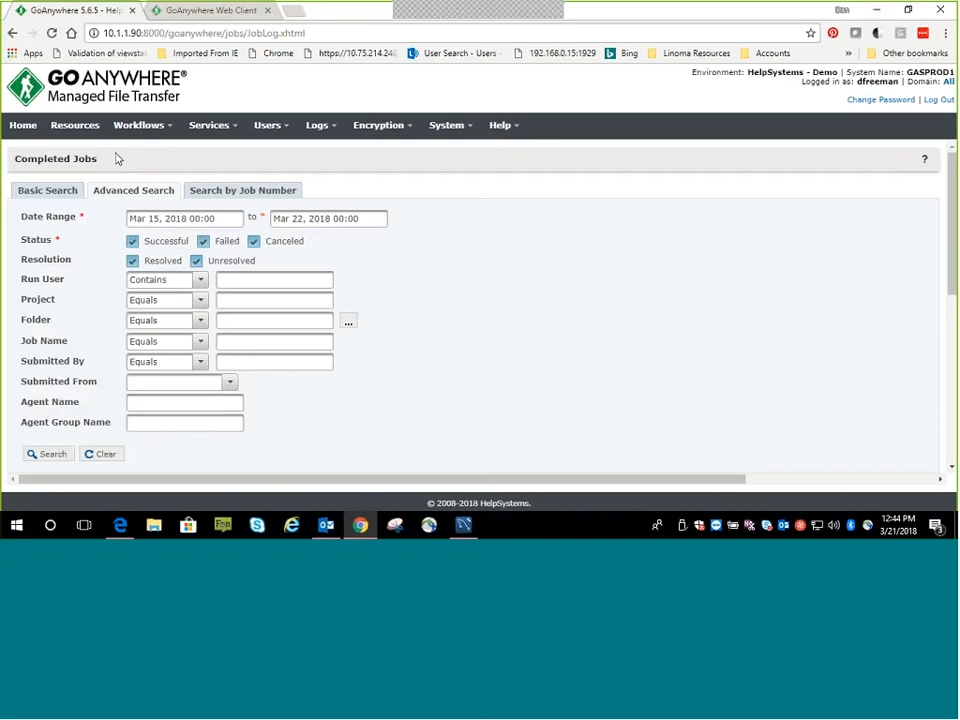 GoAnywhere 5.6.5 - Help
GoAnywhere Web Client
10.1.1.90:8000/goanywhere/jobs/JobLog.xhtml
Apps Validation of viewstat Imported From IE Chrome https://10.75.214.24 User Search - Users - 192.168.0.15:1929 Bing Linoma Resources Accounts » Other bookmarks
GO ANYWHERE®
Managed File Transfer
Environment: HelpSystems - Demo | System Name: GASPROD1
Logged in as: dfreeman | Domain: All
Change Password | Log Out
Home Resources Workflows Services Users Logs Encryption System Help
Completed Jobs ?
Basic Search Advanced Search Search by Job Number
Date Range * Mar 15, 2018 00:00 to * Mar 22, 2018 00:00
Status * Successful Failed Canceled
Resolution Resolved Unresolved
Run User Contains
Project Equals
Folder Equals ...
Job Name Equals
Submitted By Equals
Submitted From
Agent Name
Agent Group Name
Search Clear
© 2008-2018 HelpSystems.
12:44 PM
3/21/2018
3